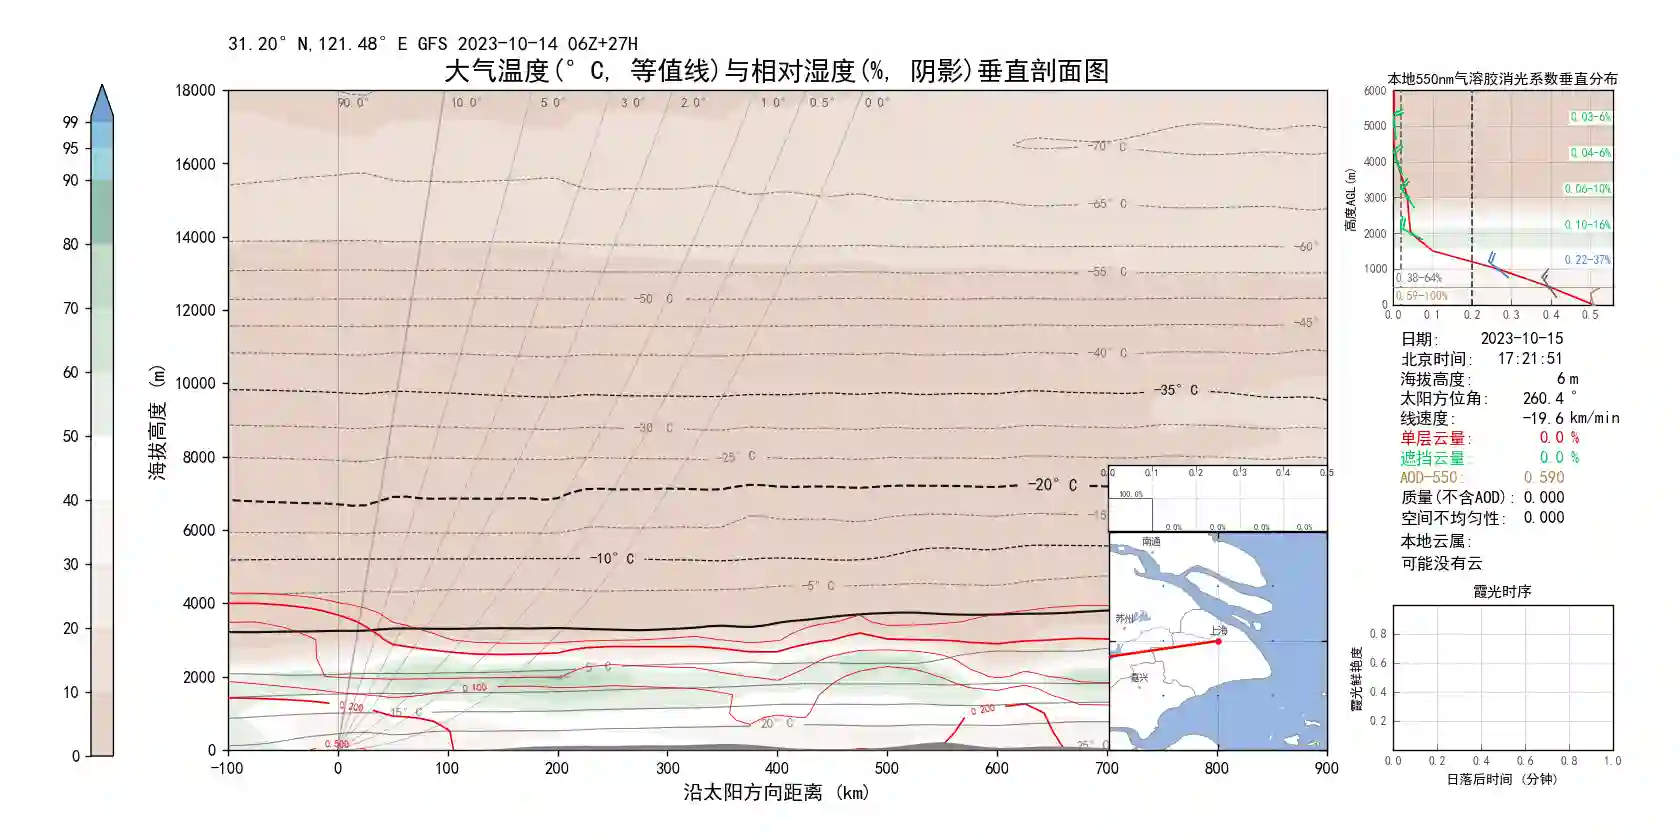 31.20° N,121.48° E GFS 2023-10-14 06Z+27H
大气温度(° C, 等值线)与相对湿度(%, 阴影)垂直剖面图
99
95
90
80
70
60
50
40
30
20
10
0
海拔高度 (m)
18000
16000
14000
12000
10000
8000
6000
4000
2000
0
-100 0 100 200 300 400 500 600 700 800 900
沿太阳方向距离 (km)
90.0° 10.0° 5.0° 3.0° 2.0° 1.0° 0.5° 0.0°
-70° C
-65° C
-60°
-55° C
-50° C
-45°
-40° C
-35° C
-30° C
-25° C
-20° C
-15
-10° C
-5° C
5° C
0.100
0.200
15° C
0.200
20° C
0.500
25° C
0.0 0.1 0.2 0.3 0.4 0.5
100.0%
0.0% 0.0% 0.0% 0.0%
南通
苏州
上海
嘉兴
本地550nm气溶胶消光系数垂直分布
高度AGL(m)
6000
5000
4000
3000
2000
1000
0
0.03-6%
0.04-6%
0.06-10%
0.10-16%
0.22-37%
0.38-64%
0.59-100%
0.0 0.1 0.2 0.3 0.4 0.5
日期: 2023-10-15
北京时间: 17:21:51
海拔高度: 6 m
太阳方位角: 260.4 °
线速度: -19.6 km/min
单层云量: 0.0 %
遮挡云量: 0.0 %
AOD-550: 0.590
质量(不含AOD): 0.000
空间不均匀性: 0.000
本地云属:
可能没有云
霞光时序
霞光鲜艳度
0.8
0.6
0.4
0.2
0.0 0.2 0.4 0.6 0.8 1.0
日落后时间 (分钟)